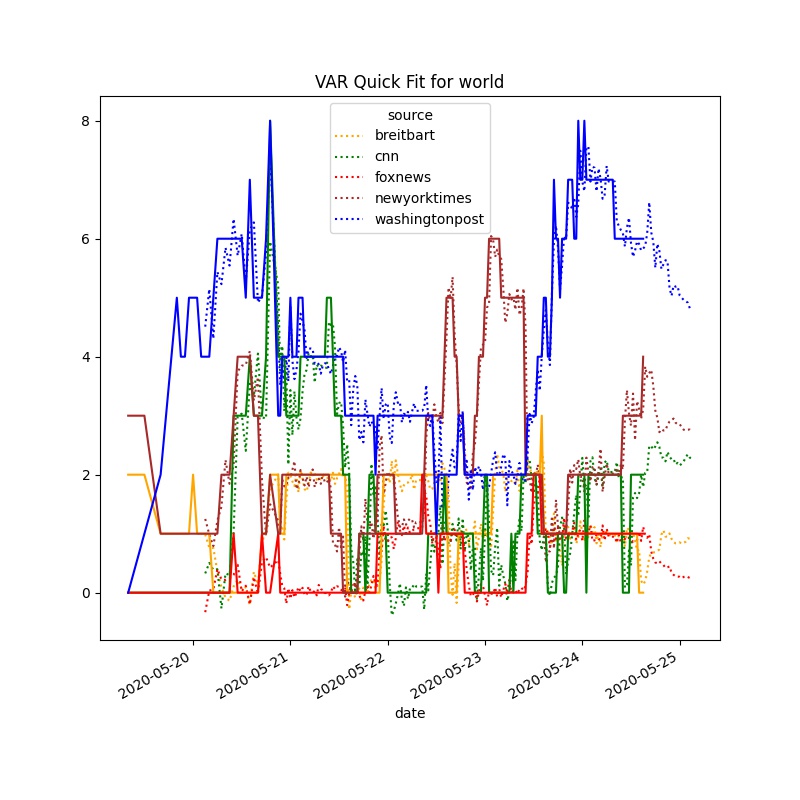 VAR Quick Fit for world
source
breitbart
cnn
foxnews
newyorktimes
washingtonpost
8
6
4
2
0
2020-05-20
2020-05-21
2020-05-22
2020-05-23
2020-05-24
2020-05-25
date